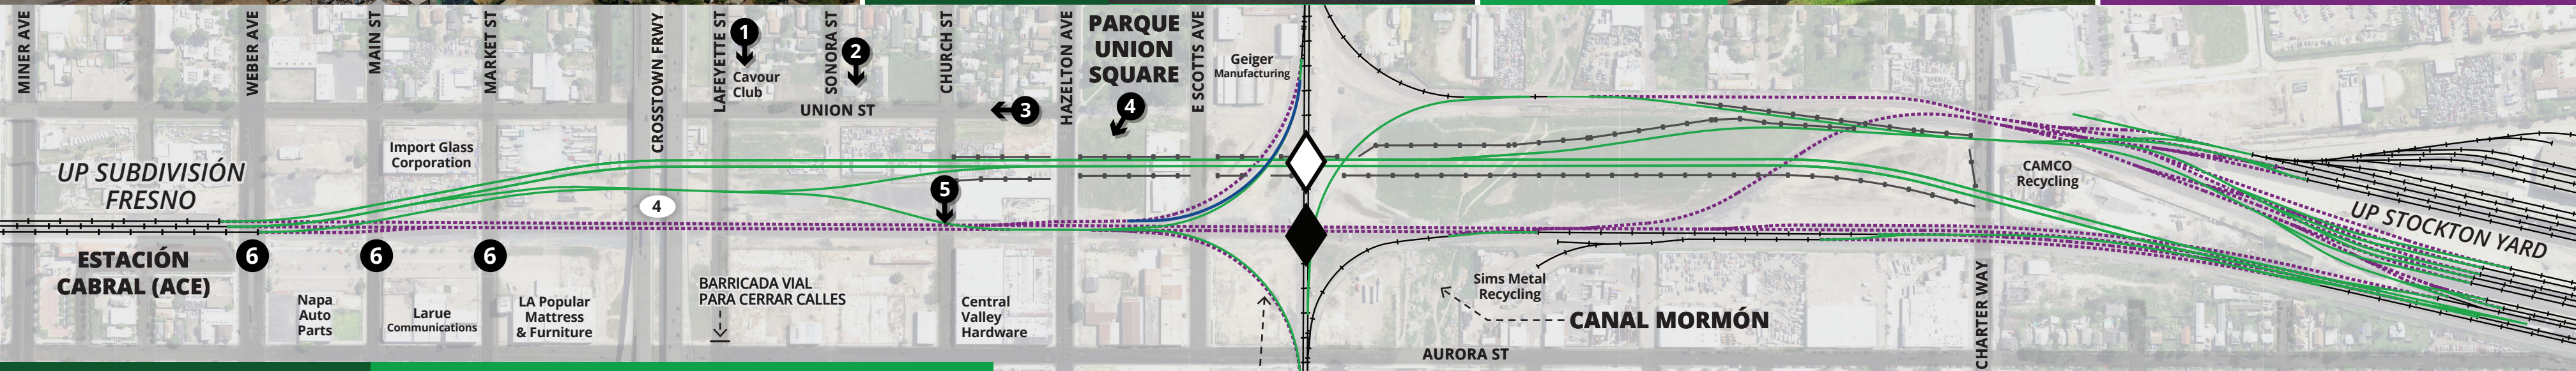 MINER AVE
WEBER AVE
MAIN ST
MARKET ST
CROSSTOWN FRWY
LAFEYETTE ST
1
Cavour
Club
SONORA ST
2
UNION ST
CHURCH ST
3
HAZELTON AVE
PARQUE
UNION
SQUARE
4
E SCOTTS AVE
Geiger
Manufacturing
Import Glass
Corporation
UP SUBDIVISIÓN
FRESNO
4
5
CAMCO
Recycling
UP STOCKTON YARD
ESTACIÓN
CABRAL (ACE)
6
6
6
Napa
Auto
Parts
Larue
Communications
LA Popular
Mattress
& Furniture
BARRICADA VIAL
PARA CERRAR CALLES
Central
Valley
Hardware
Sims Metal
Recycling
CANAL MORMÓN
AURORA ST
CHARTER WAY